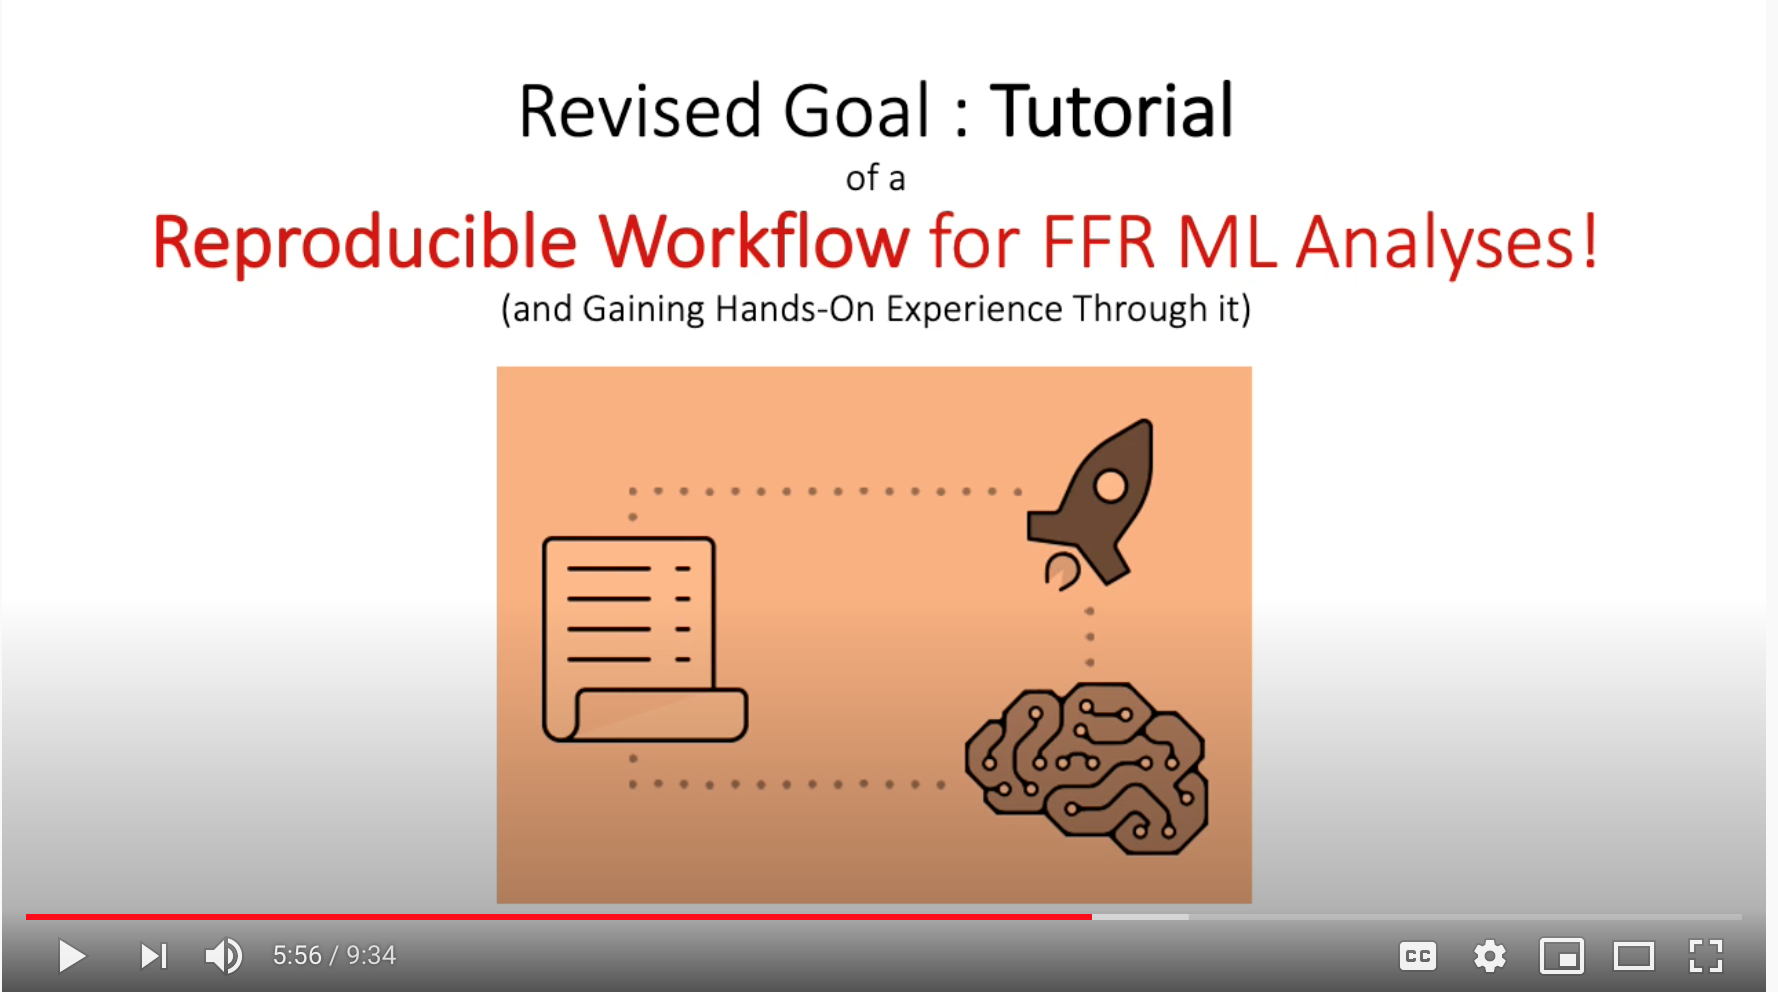 Revised Goal : Tutorial
of a
Reproducible Workflow for FFR ML Analyses!
(and Gaining Hands-On Experience Through it)
5:56 / 9:34
CC